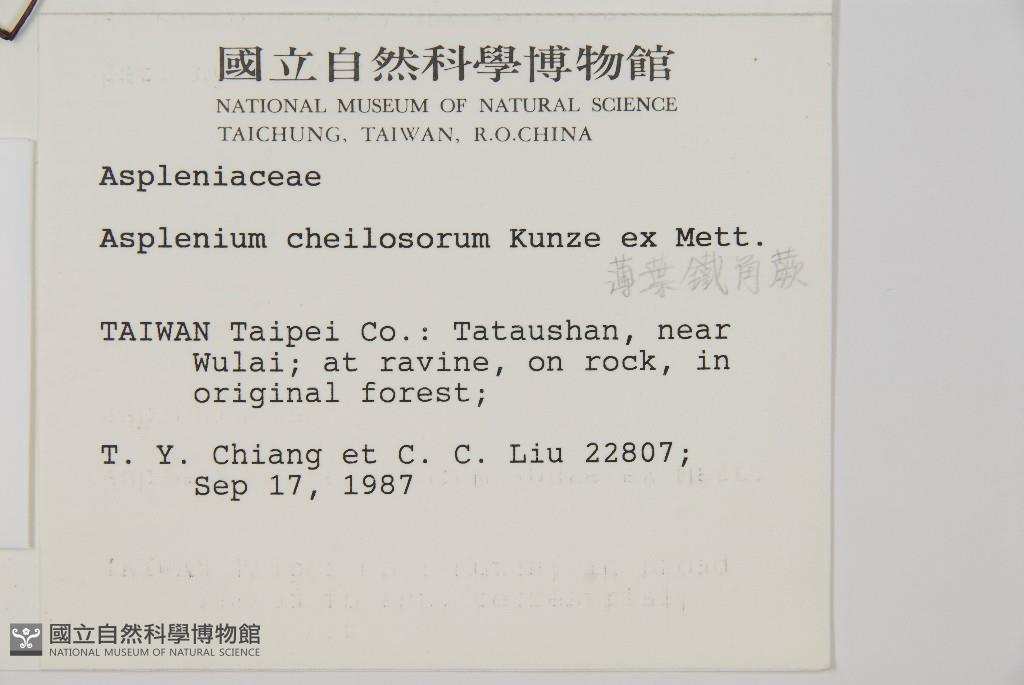 國立自然科學博物館
NATIONAL MUSEUM OF NATURAL SCIENCE
TAICHUNG, TAIWAN, R.O.CHINA
Aspleniaceae
Asplenium cheilosorum Kunze ex Mett.
薄葉鐵角蕨
TAIWAN Taipei Co.: Tataushan, near
Wulai; at ravine, on rock, in
original forest;
T. Y. Chiang et C. C. Liu 22807;
Sep 17, 1987
國立自然科學博物館
NATIONAL MUSEUM OF NATURAL SCIENCE